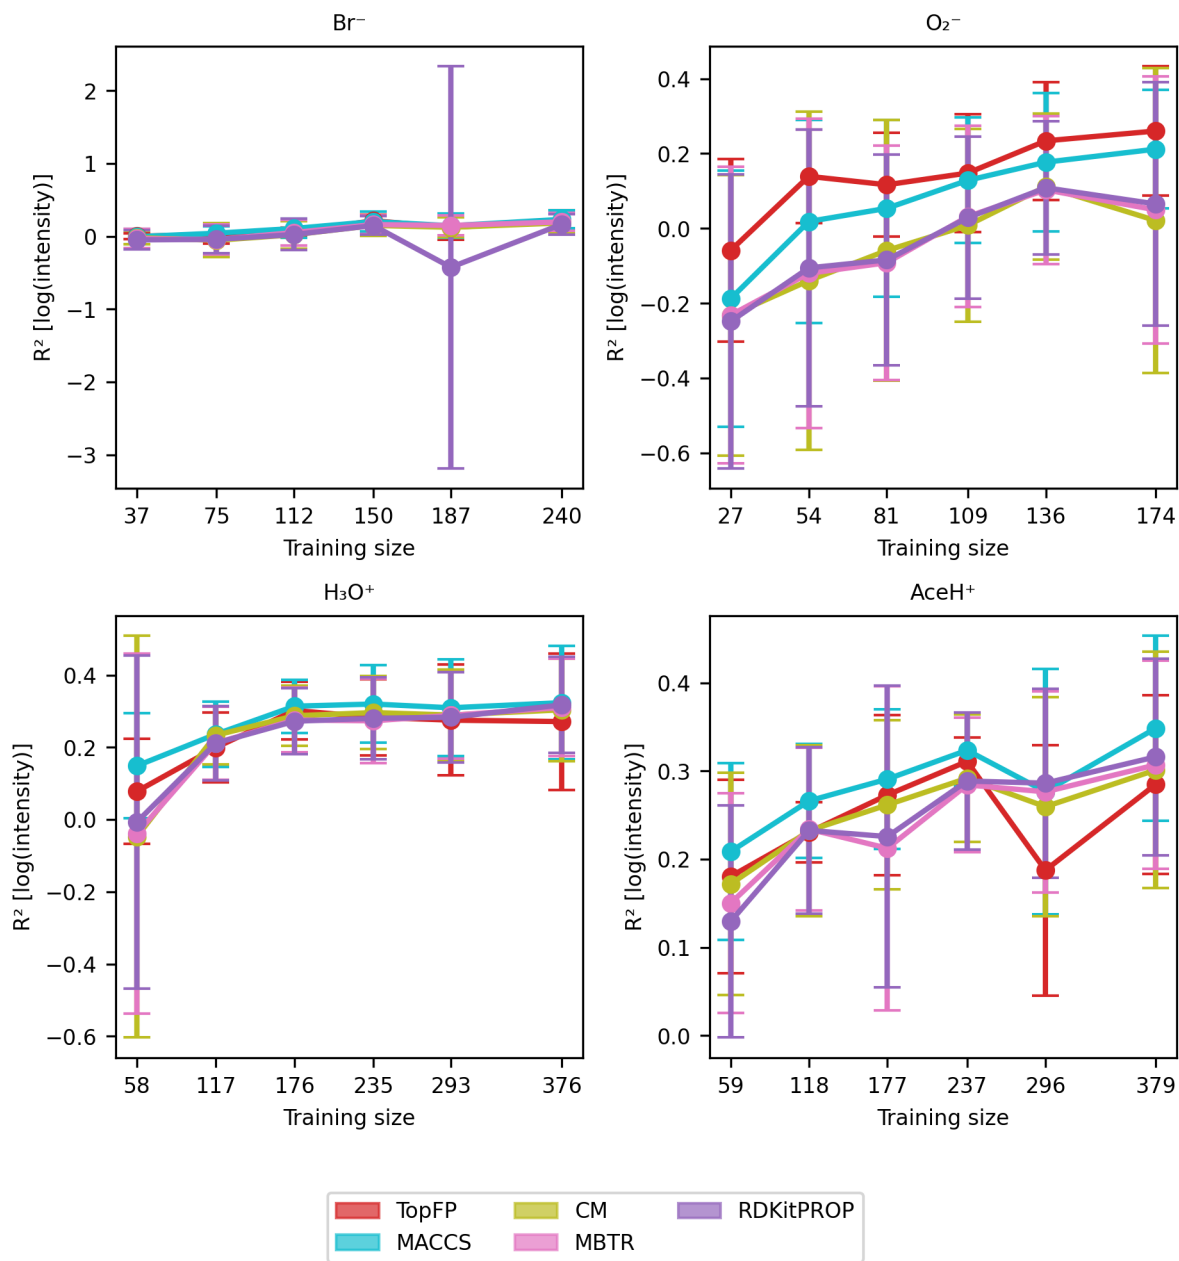 Br⁻
R² [log(intensity)]
2
1
0
−1
−2
−3
37 75 112 150 187 240
Training size
O₂⁻
R² [log(intensity)]
0.4
0.2
0.0
−0.2
−0.4
−0.6
27 54 81 109 136 174
Training size
H₃O⁺
R² [log(intensity)]
0.4
0.2
0.0
−0.2
−0.4
−0.6
58 117 176 235 293 376
Training size
AceH⁺
R² [log(intensity)]
0.4
0.3
0.2
0.1
0.0
59 118 177 237 296 379
Training size
TopFP CM RDKitPROP
MACCS MBTR